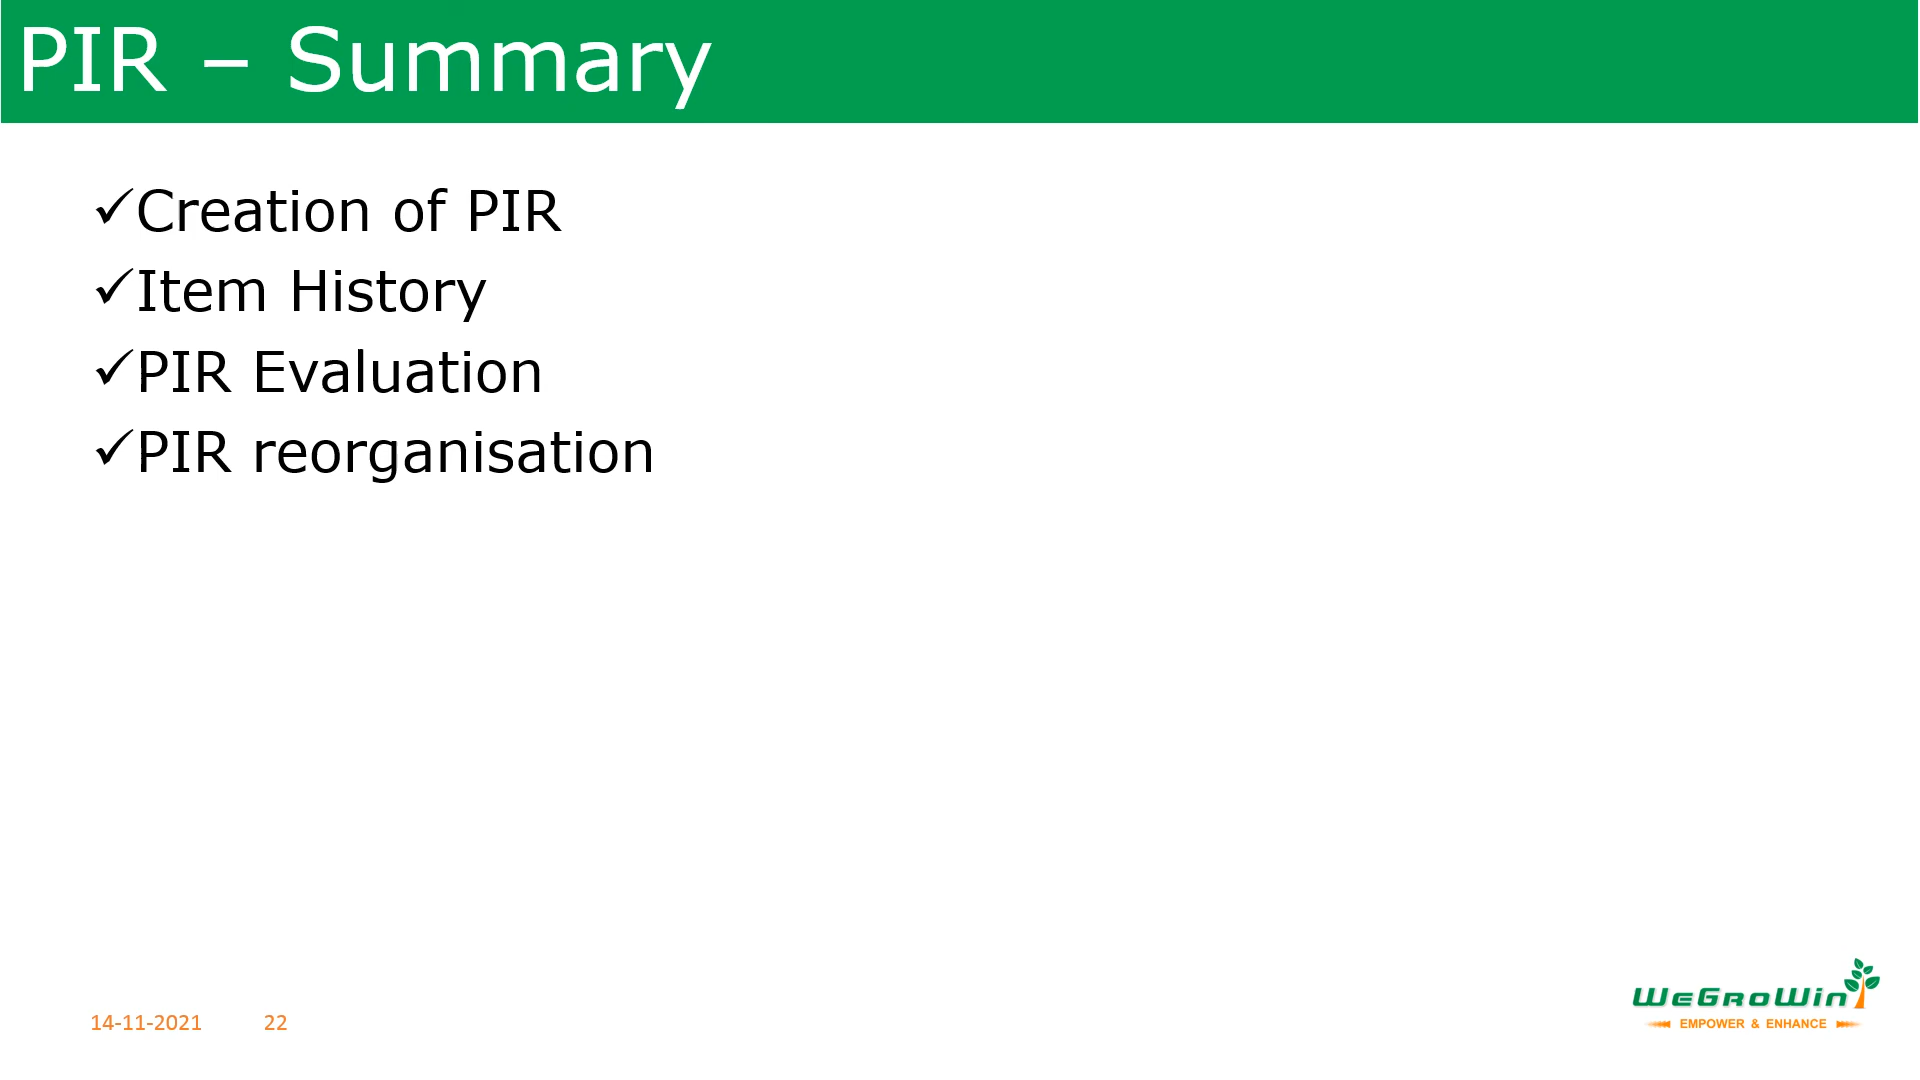 PIR – Summary
✓Creation of PIR
✓Item History
✓PIR Evaluation
✓PIR reorganisation
14-11-2021 22
WeGroWin
EMPOWER & ENHANCE